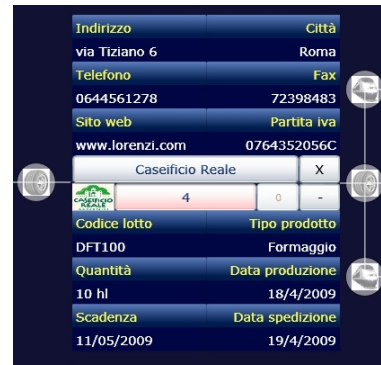 Indirizzo Città
via Tiziano 6 Roma
Telefono Fax
0644561278 72398483
Sito web Partita iva
www.lorenzi.com 0764352056C
Caseificio Reale X
CASEIFICIO REALE 4 0 -
Codice lotto Tipo prodotto
DFT100 Formaggio
Quantità Data produzione
10 hl 18/4/2009
Scadenza Data spedizione
11/05/2009 19/4/2009